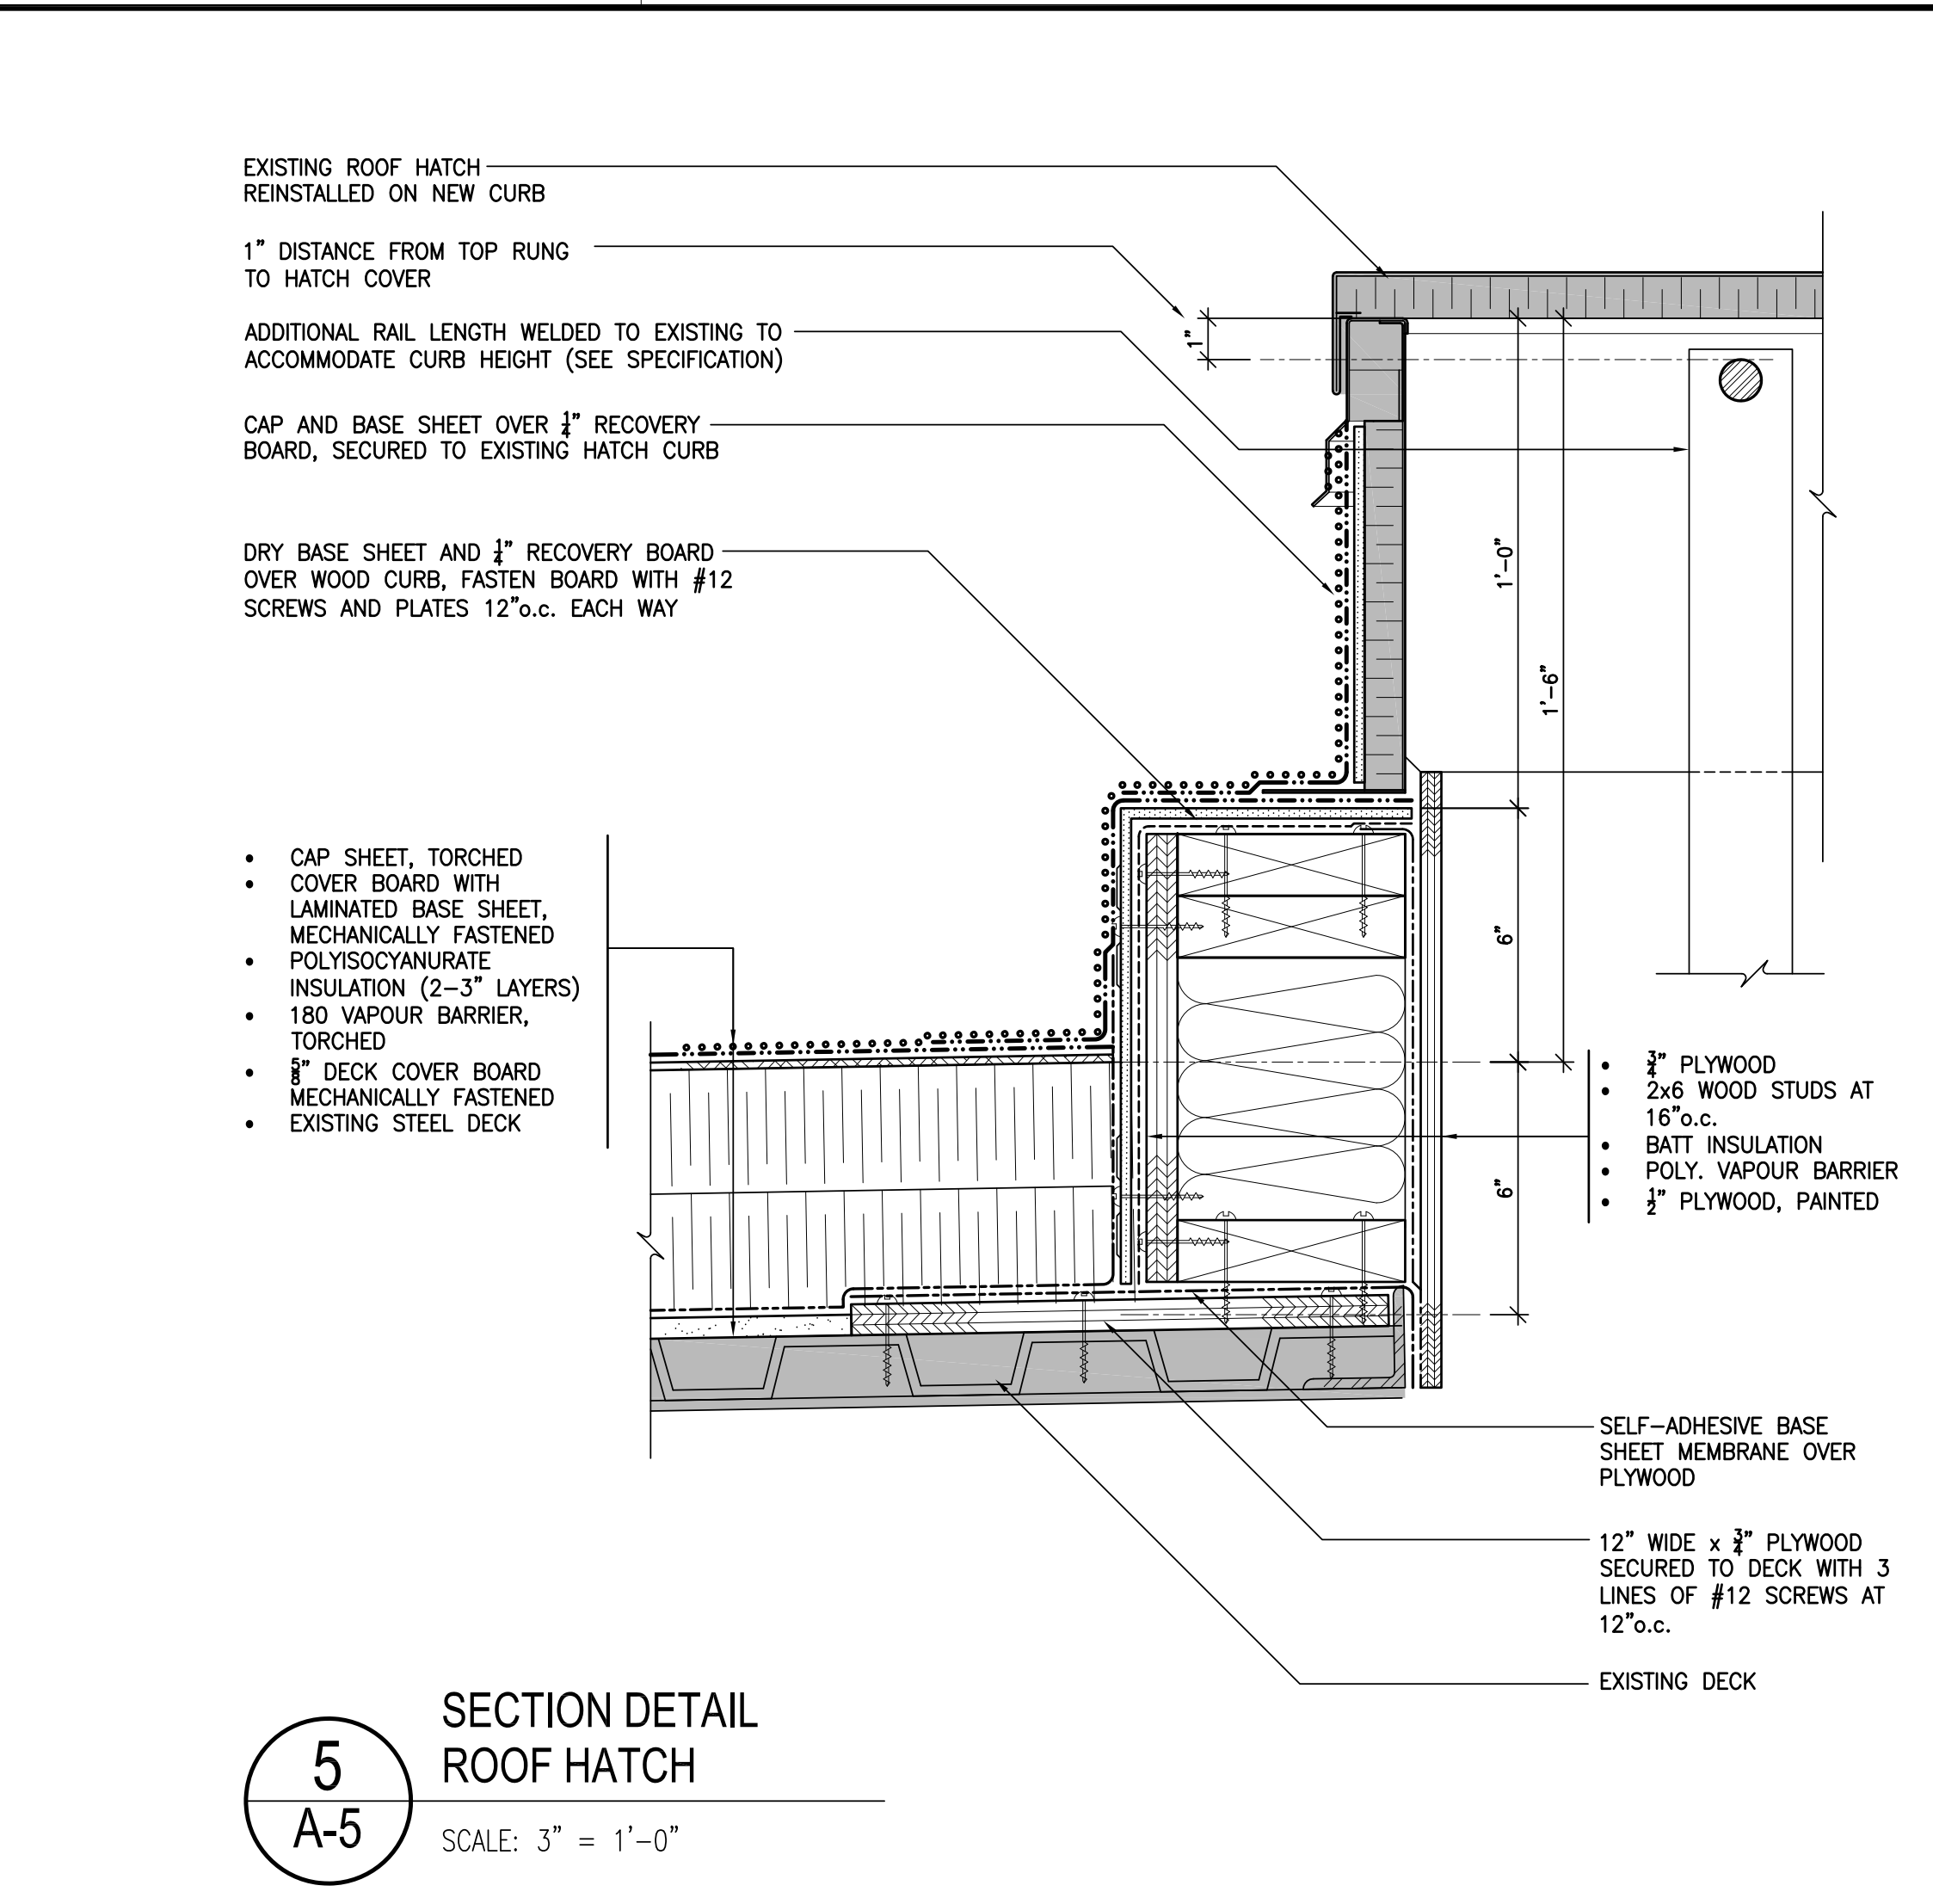 EXISTING ROOF HATCH
REINSTALLED ON NEW CURB
1" DISTANCE FROM TOP RUNG
TO HATCH COVER
ADDITIONAL RAIL LENGTH WELDED TO EXISTING TO
ACCOMMODATE CURB HEIGHT (SEE SPECIFICATION)
CAP AND BASE SHEET OVER 1/4" RECOVERY
BOARD, SECURED TO EXISTING HATCH CURB
DRY BASE SHEET AND 1/4" RECOVERY BOARD
OVER WOOD CURB, FASTEN BOARD WITH #12
SCREWS AND PLATES 12"o.c. EACH WAY
1"
1'-0"
1'-6"
6"
6"
• CAP SHEET, TORCHED
• COVER BOARD WITH
LAMINATED BASE SHEET,
MECHANICALLY FASTENED
• POLYISOCYANURATE
INSULATION (2-3" LAYERS)
• 180 VAPOUR BARRIER,
TORCHED
• 5/8" DECK COVER BOARD
MECHANICALLY FASTENED
• EXISTING STEEL DECK
• 3/4" PLYWOOD
• 2x6 WOOD STUDS AT
16"o.c.
• BATT INSULATION
• POLY. VAPOUR BARRIER
• 1/2" PLYWOOD, PAINTED
SELF-ADHESIVE BASE
SHEET MEMBRANE OVER
PLYWOOD
12" WIDE x 3/4" PLYWOOD
SECURED TO DECK WITH 3
LINES OF #12 SCREWS AT
12"o.c.
EXISTING DECK
5
A-5
SECTION DETAIL
ROOF HATCH
SCALE: 3" = 1'-0"